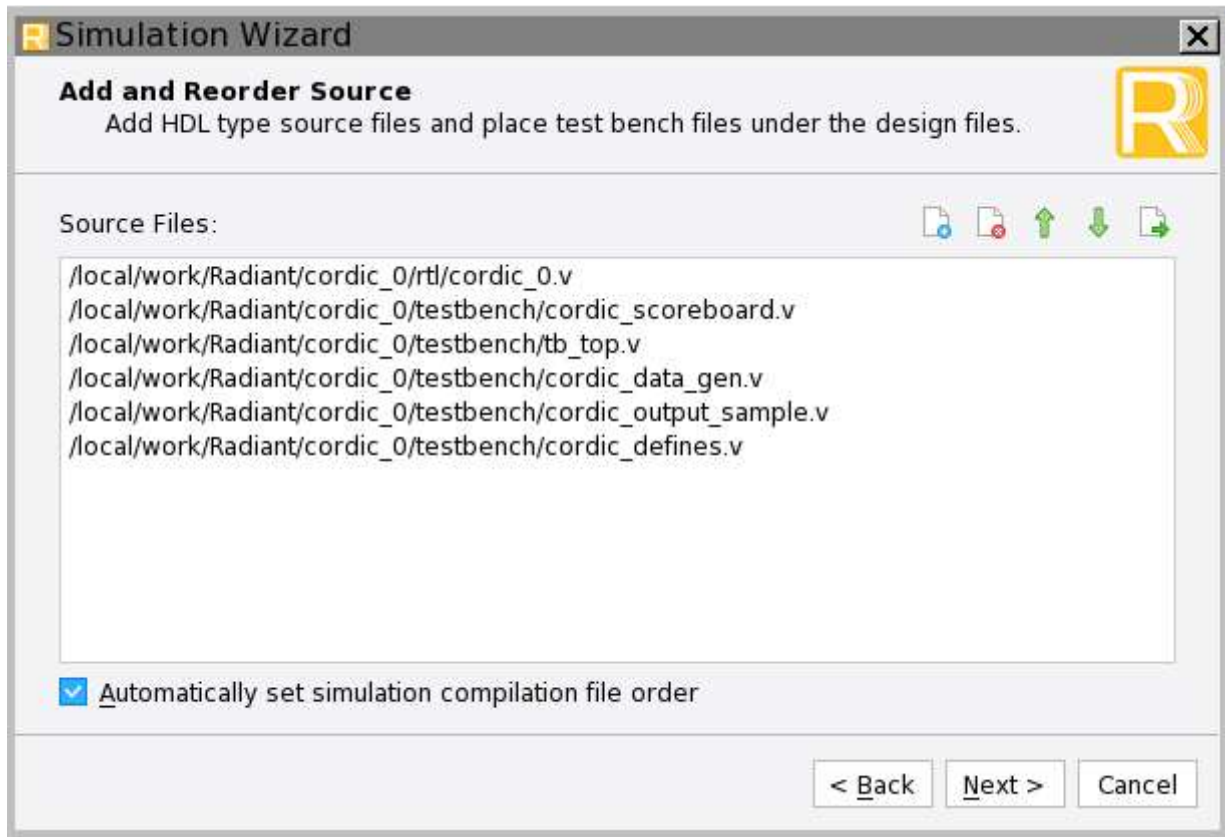 Simulation Wizard
Add and Reorder Source
Add HDL type source files and place test bench files under the design files.
Source Files:
/local/work/Radiant/cordic_0/rtl/cordic_0.v
/local/work/Radiant/cordic_0/testbench/cordic_scoreboard.v
/local/work/Radiant/cordic_0/testbench/tb_top.v
/local/work/Radiant/cordic_0/testbench/cordic_data_gen.v
/local/work/Radiant/cordic_0/testbench/cordic_output_sample.v
/local/work/Radiant/cordic_0/testbench/cordic_defines.v
Automatically set simulation compilation file order
< Back Next > Cancel